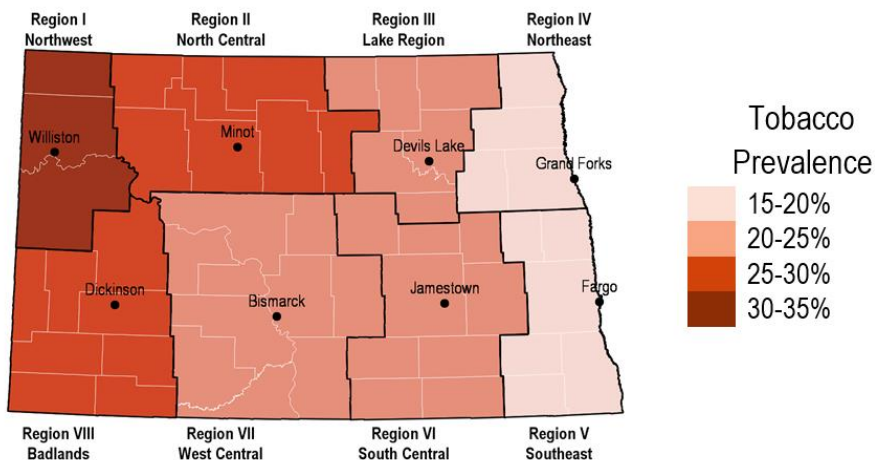 Region I
Northwest
Region II
North Central
Region III
Lake Region
Region IV
Northeast
Williston
Minot
Devils Lake
Grand Forks
Dickinson
Bismarck
Jamestown
Fargo
Region VIII
Badlands
Region VII
West Central
Region VI
South Central
Region V
Southeast
Tobacco
Prevalence
15-20%
20-25%
25-30%
30-35%